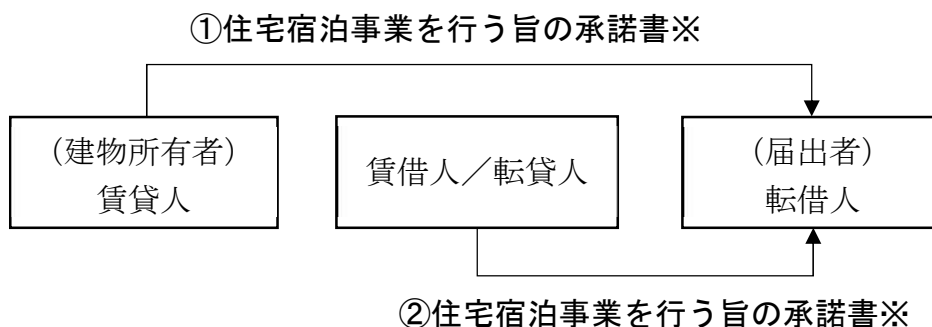 ①住宅宿泊事業を行う旨の承諾書※
(建物所有者)
賃貸人
賃借人／転貸人
(届出者)
転借人
②住宅宿泊事業を行う旨の承諾書※